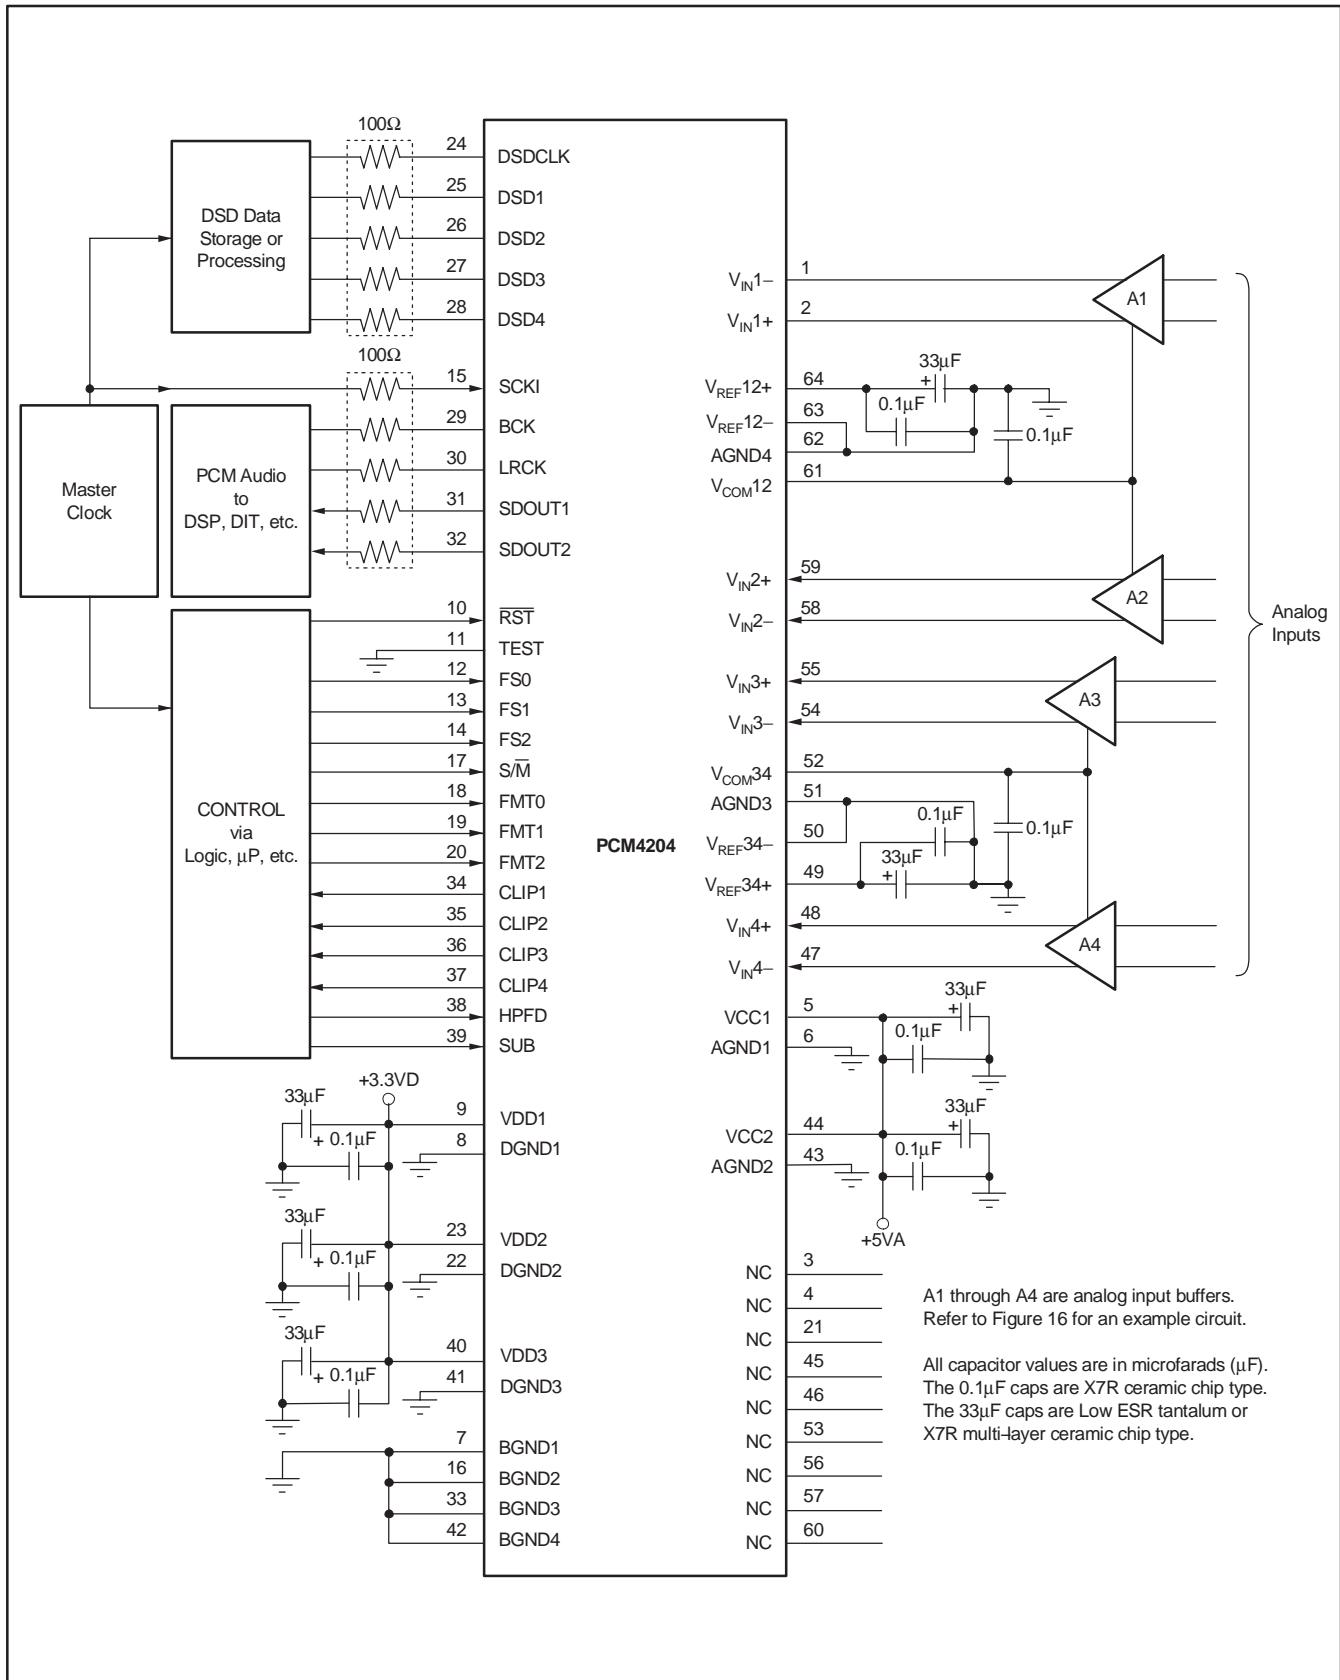 100Ω
24 DSDCLK
25 DSD1
26 DSD2
27 DSD3
28 DSD4
DSD Data
Storage or
Processing
100Ω
15 SCKI
29 BCK
30 LRCK
31 SDOUT1
32 SDOUT2
Master
Clock
PCM Audio
to
DSP, DIT, etc.
10 RST
11 TEST
12 FS0
13 FS1
14 FS2
17 S/M
18 FMT0
19 FMT1
20 FMT2
34 CLIP1
35 CLIP2
36 CLIP3
37 CLIP4
38 HPFD
39 SUB
CONTROL
via
Logic, μP, etc.
+3.3VD
33μF
+ 0.1μF
9 VDD1
8 DGND1
33μF
+ 0.1μF
23 VDD2
22 DGND2
33μF
+ 0.1μF
40 VDD3
41 DGND3
7 BGND1
16 BGND2
33 BGND3
42 BGND4
PCM4204
VIN1− 1
VIN1+ 2
A1
VREF12+ 64
33μF
+
0.1μF
VREF12− 63
AGND4 62
0.1μF
VCOM12 61
VIN2+ 59
VIN2− 58
A2
Analog
Inputs
VIN3+ 55
VIN3− 54
A3
VCOM34 52
AGND3 51
0.1μF
0.1μF
VREF34− 50
33μF
+
VREF34+ 49
VIN4+ 48
VIN4− 47
A4
VCC1 5
33μF
+
0.1μF
AGND1 6
VCC2 44
33μF
+
0.1μF
AGND2 43
+5VA
NC 3
NC 4
NC 21
NC 45
NC 46
NC 53
NC 56
NC 57
NC 60
A1 through A4 are analog input buffers.
Refer to Figure 16 for an example circuit.
All capacitor values are in microfarads (μF).
The 0.1μF caps are X7R ceramic chip type.
The 33μF caps are Low ESR tantalum or
X7R multi−layer ceramic chip type.